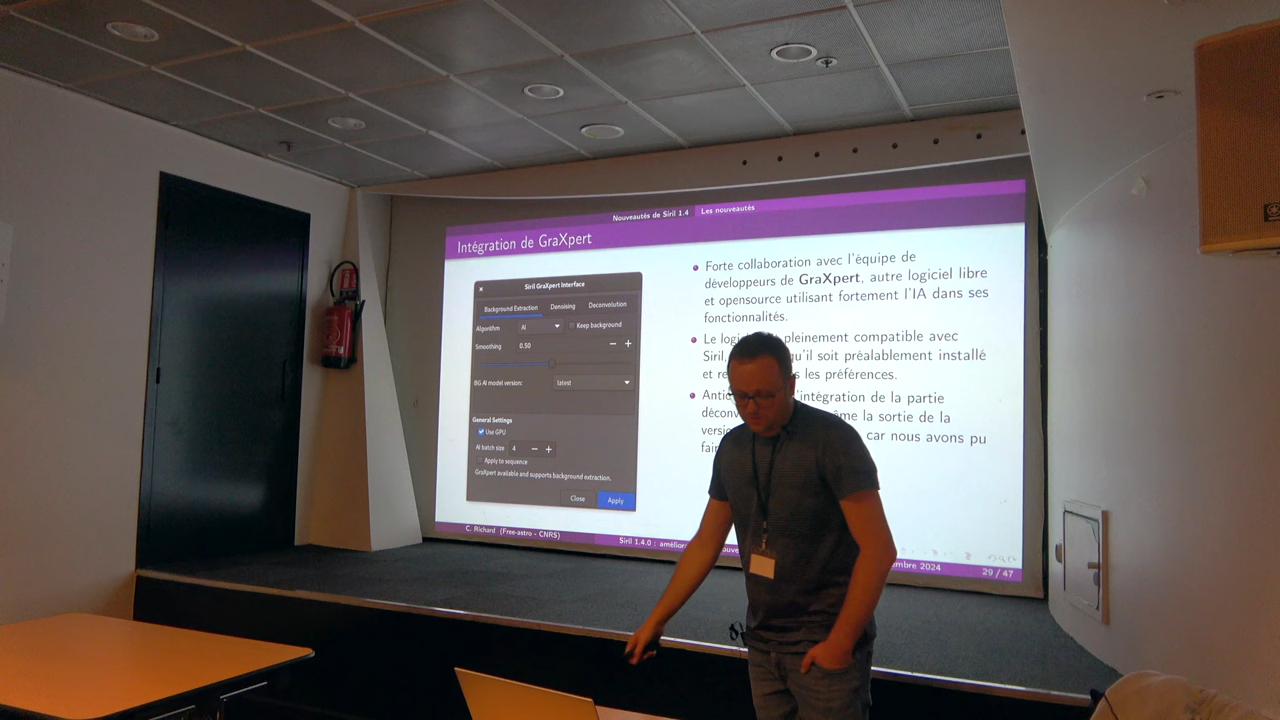 Nouveautés de Siril 1.4 Les nouveautés
Intégration de GraXpert
Siril GraXpert Interface
Background Extraction Denoising Deconvolution
Algorithm AI Keep background
Smoothing 0.50
BG AI model version: latest
General Settings
Use GPU
AI batch size 4
Apply to sequence
GraXpert available and supports background extraction.
Close Apply
Forte collaboration avec l'équipe de
développeurs de GraXpert, autre logiciel libre
et opensource utilisant fortement l'IA dans ses
fonctionnalités.
Le pleinement compatible avec
Siril, qu'il soit préalablement installé
et les préférences.
l'intégration de la partie
la sortie de la
car nous avons pu
C. Richard (Free-astro - CNRS)
Siril 1.4.0 : 2024
29 / 47